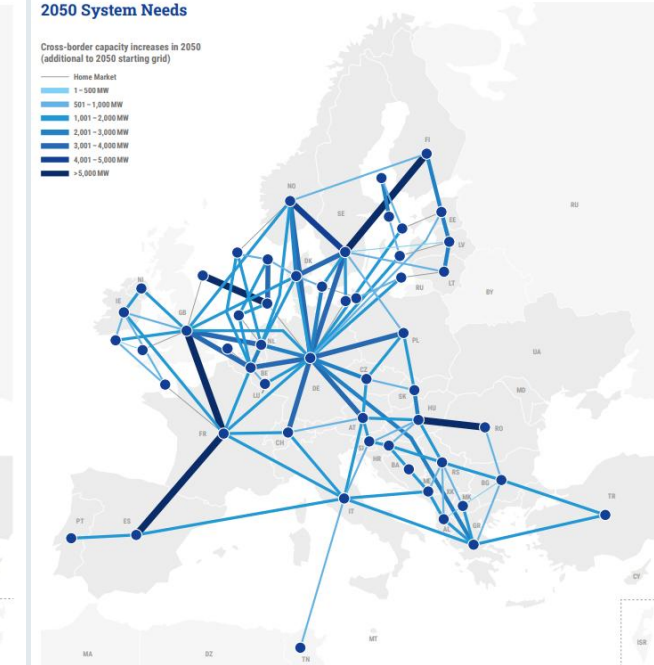 2050 System Needs
Cross-border capacity increases in 2050
(additional to 2050 starting grid)
Home Market
1 – 500 MW
501 – 1,000 MW
1,001 – 2,000 MW
2,001 – 3,000 MW
3,001 – 4,000 MW
4,001 – 5,000 MW
>5,000 MW
FI
NO
SE
RU
EE
LV
DK
NI
LT
RU
BY
IE
GB
NL
PL
BE
UA
CZ
DE
LU
SK
MD
HU
FR
CH
AT
RO
SI
HR
BA
RS
ME
BG
XK
MK
TR
PT
ES
IT
AL
GR
CY
MT
ISR
MA
DZ
TN